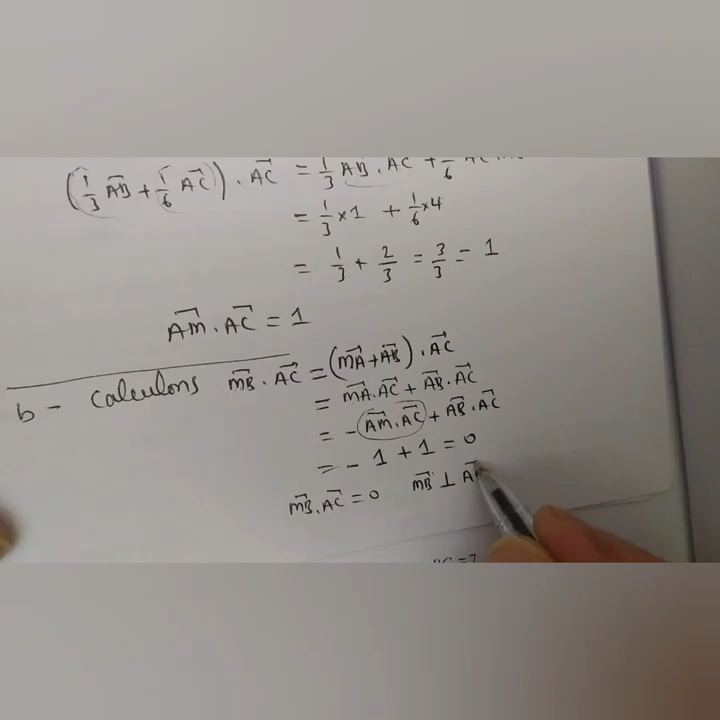 (1/3 AB→ + 1/6 AC→) . AC→ = 1/3 AB . AC + 1/6
= 1/3 × 1 + 1/6 × 4
= 1/3 + 2/3 = 3/3 = 1
AM→ . AC→ = 1
b - calculons MB→ . AC→ = (MA→ + AB→) . AC→
= MA→ . AC→ + AB→ . AC→
= - AM→ . AC→ + AB→ . AC→
= - 1 + 1 = 0
MB→ . AC→ = 0 MB→ ⊥ A